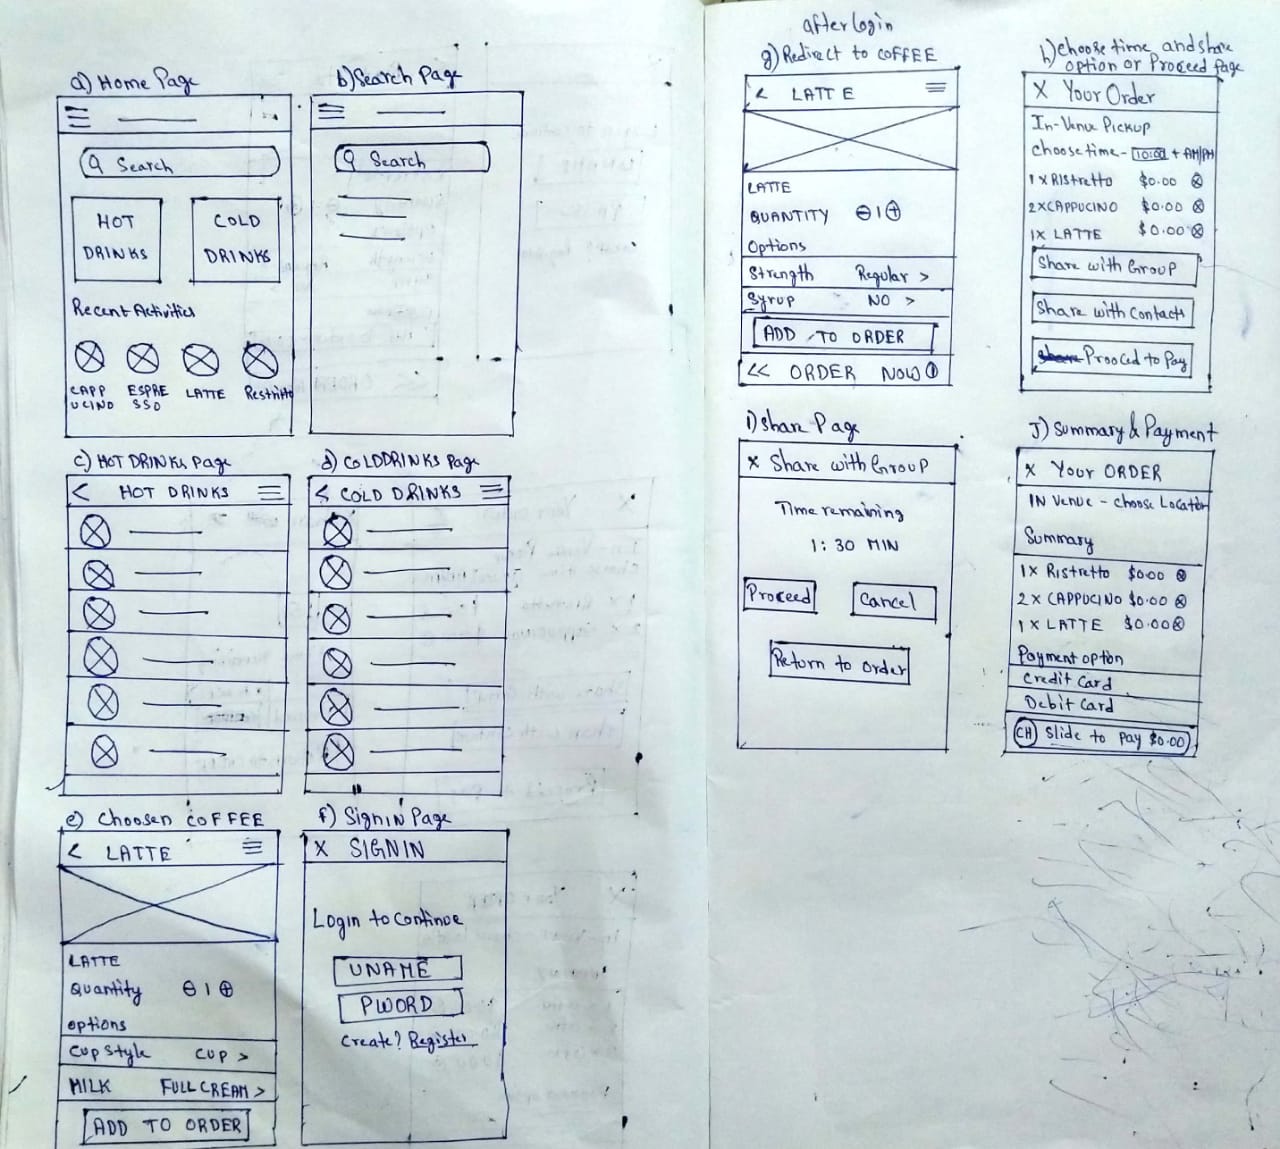 a) Home Page
Search
HOT
DRINKS
COLD
DRINKS
Recent Activities
CAPP
UCINO
ESPRE
SSO
LATTE
Restritto
b) Search Page
Search
c) HOT DRINKS Page
< HOT DRINKS
d) COLDDRINKS Page
< COLD DRINKS
e) Choosen COFFEE
< LATTE
LATTE
Quantity ⊖ 1 ⊕
options
Cup Style CUP >
MILK FULL CREAM >
ADD TO ORDER
f) SignIN Page
X SIGNIN
Login to Continue
UNAME
PWORD
Create? Register
after login
g) Redirect to COFFEE
< LATTE
LATTE
QUANTITY ⊖ 1 ⊕
Options
Strength Regular >
Syrup NO >
ADD TO ORDER
<< ORDER NOW ①
h) Choose time and share
option or Proceed Page
X Your Order
In-Venue Pickup
Choose time - 10:00 + AM/PM
1 x Ristretto $0.00 ⊗
2 x CAPPUCINO $0.00 ⊗
1x LATTE $0.00 ⊗
Share with Group
Share with Contacts
Prooced to Pay
i) Share Page
X Share with Group
Time remaining
1:30 MIN
Proceed
Cancel
Return to order
J) Summary & Payment
X Your ORDER
IN Venue - choose Location
Summary
1x Ristretto $0.00 ⊗
2 x CAPPUCINO $0.00 ⊗
1 x LATTE $0.00 ⊗
Payment option
Credit Card
Debit Card
CH Slide to Pay $0.00